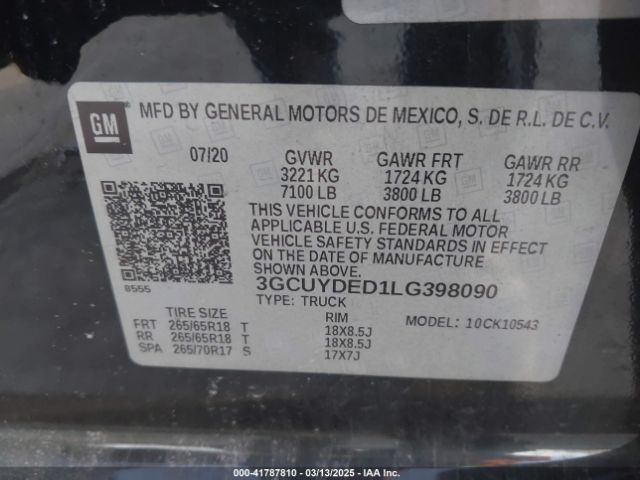 GM
MFD BY GENERAL MOTORS DE MEXICO, S. DE R.L. DE C.V.
07/20 GVWR GAWR FRT GAWR RR
3221 KG 1724 KG 1724 KG
7100 LB 3800 LB 3800 LB
THIS VEHICLE CONFORMS TO ALL
APPLICABLE U.S. FEDERAL MOTOR
VEHICLE SAFETY STANDARDS IN EFFECT
ON THE DATE OF MANUFACTURE
SHOWN ABOVE.
8555 3GCUYDED1LG398090
TYPE: TRUCK
TIRE SIZE RIM MODEL: 10CK10543
FRT 265/65R18 T 18X8.5J
RR 265/65R18 T 18X8.5J
SPA 265/70R17 S 17X7J
000-41787810 - 03/13/2025 - IAA, Inc.